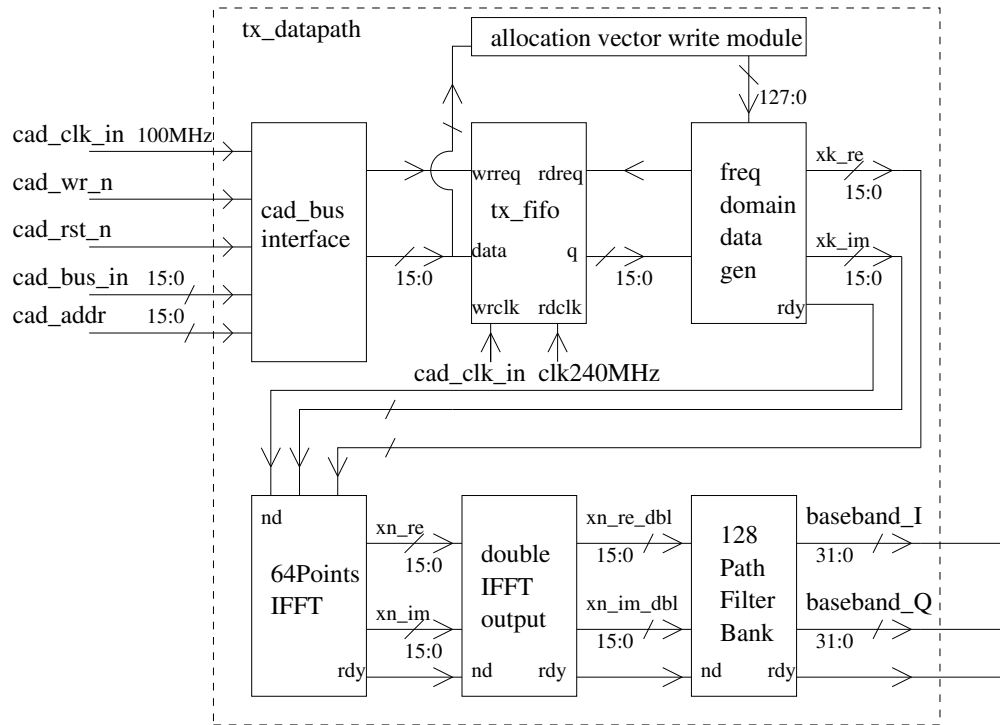 tx_datapath
allocation vector write module
127:0
cad_clk_in 100MHz
cad_wr_n
cad_rst_n
cad_bus_in 15:0
cad_addr 15:0
cad_bus
interface
15:0
wrreq rdreq
tx_fifo
data q
wrclk rdclk
15:0
cad_clk_in clk240MHz
freq
domain
data
gen
rdy
xk_re
15:0
xk_im
15:0
nd
64Points
IFFT
rdy
xn_re
15:0
xn_im
15:0
double
IFFT
output
nd rdy
xn_re_dbl
15:0
xn_im_dbl
15:0
128
Path
Filter
Bank
nd rdy
baseband_I
31:0
baseband_Q
31:0